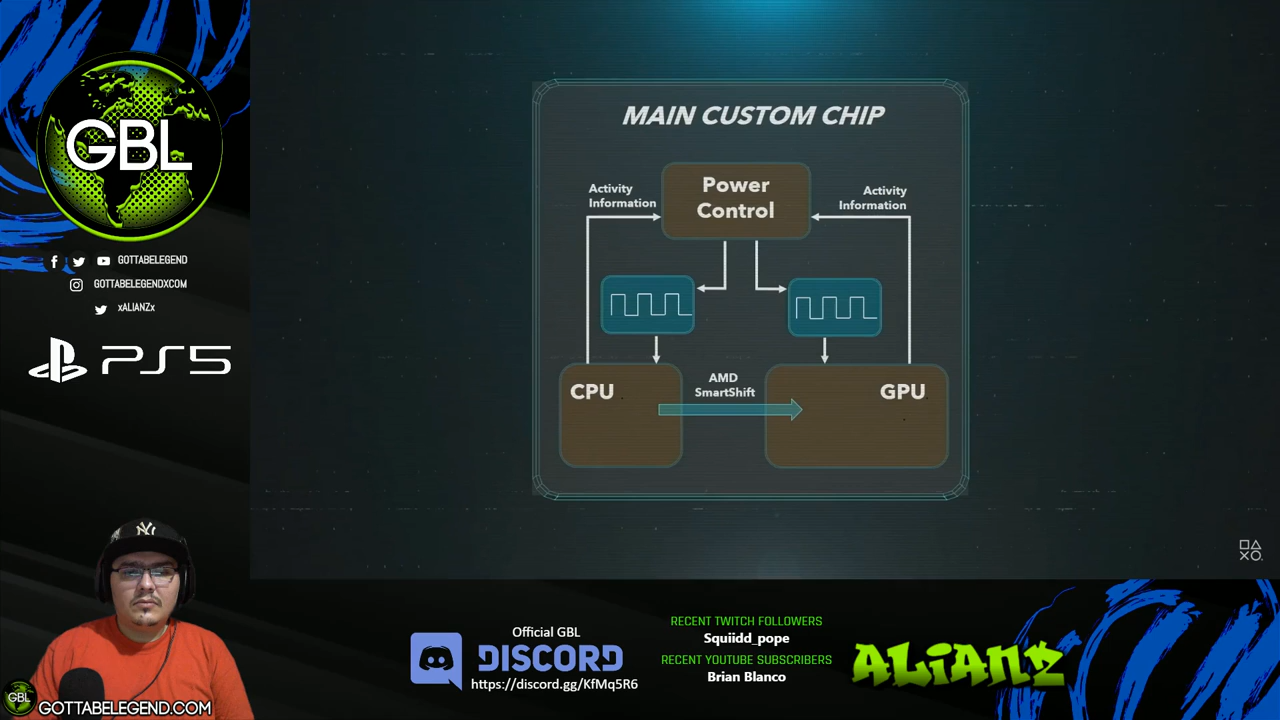 GBL
GOTTABELEGEND
GOTTABELEGENDXCOM
xALIANZx
PS5
MAIN CUSTOM CHIP
Power
Control
Activity
Information
Activity
Information
CPU
AMD
SmartShift
GPU
NY
GBL
GOTTABELEGEND.COM
Official GBL
DISCORD
https://discord.gg/KfMq5R6
RECENT TWITCH FOLLOWERS
Squiidd_pope
RECENT YOUTUBE SUBSCRIBERS
Brian Blanco
ALiANZ